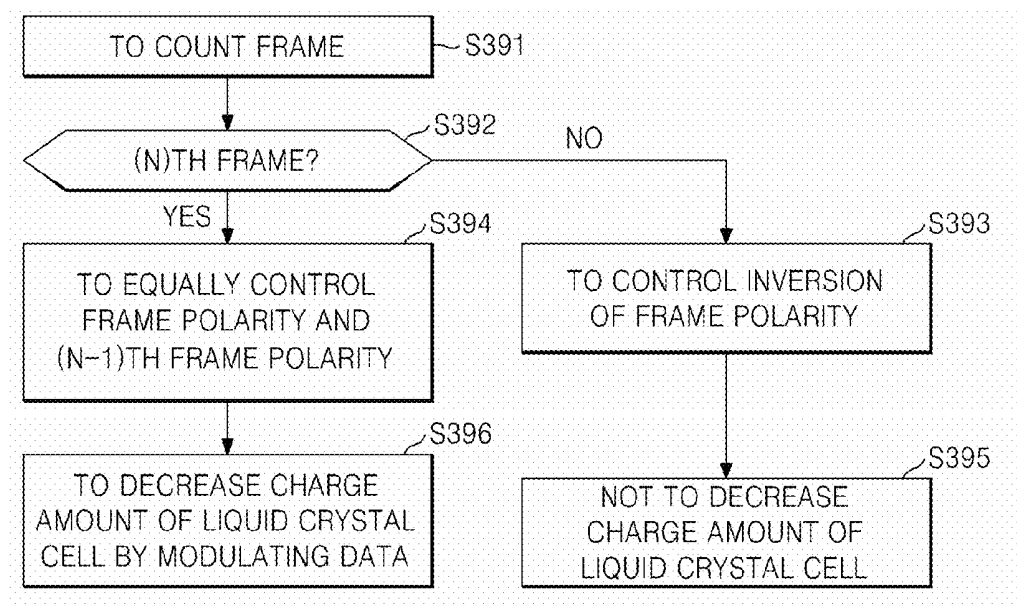 TO COUNT FRAME
S391
S392
(N)TH FRAME?
NO
YES
S394
TO EQUALLY CONTROL
FRAME POLARITY AND
(N-1)TH FRAME POLARITY
S393
TO CONTROL INVERSION
OF FRAME POLARITY
S396
TO DECREASE CHARGE
AMOUNT OF LIQUID CRYSTAL
CELL BY MODULATING DATA
S395
NOT TO DECREASE
CHARGE AMOUNT OF
LIQUID CRYSTAL CELL